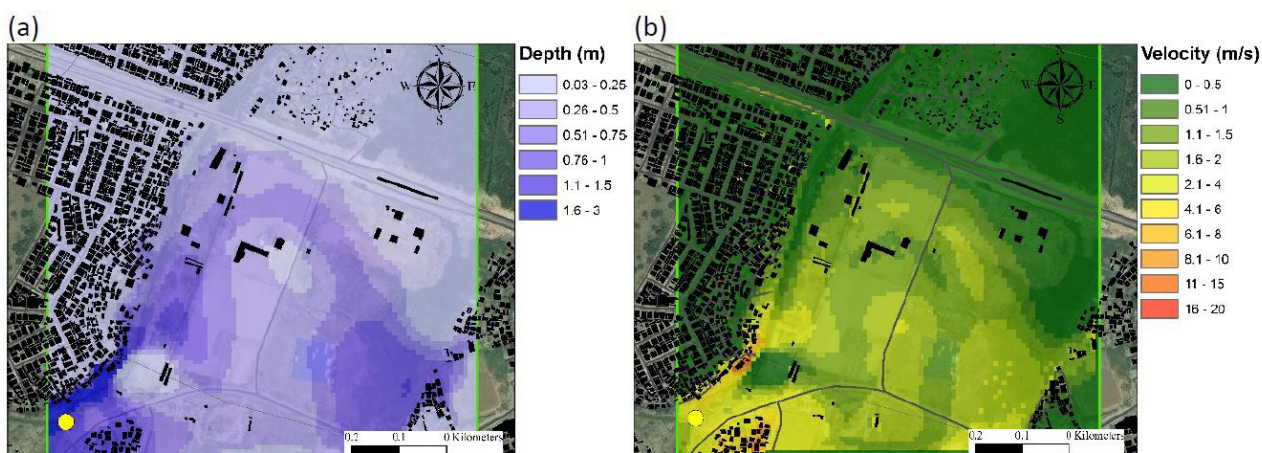 (a)
N
W E
S
Depth (m)
0.03 - 0.25
0.26 - 0.5
0.51 - 0.75
0.76 - 1
1.1 - 1.5
1.6 - 3
0.2 0.1 0 Kilometers
(b)
N
W E
S
Velocity (m/s)
0 - 0.5
0.51 - 1
1.1 - 1.5
1.6 - 2
2.1 - 4
4.1 - 6
6.1 - 8
8.1 - 10
11 - 15
16 - 20
0.2 0.1 0 Kilometers